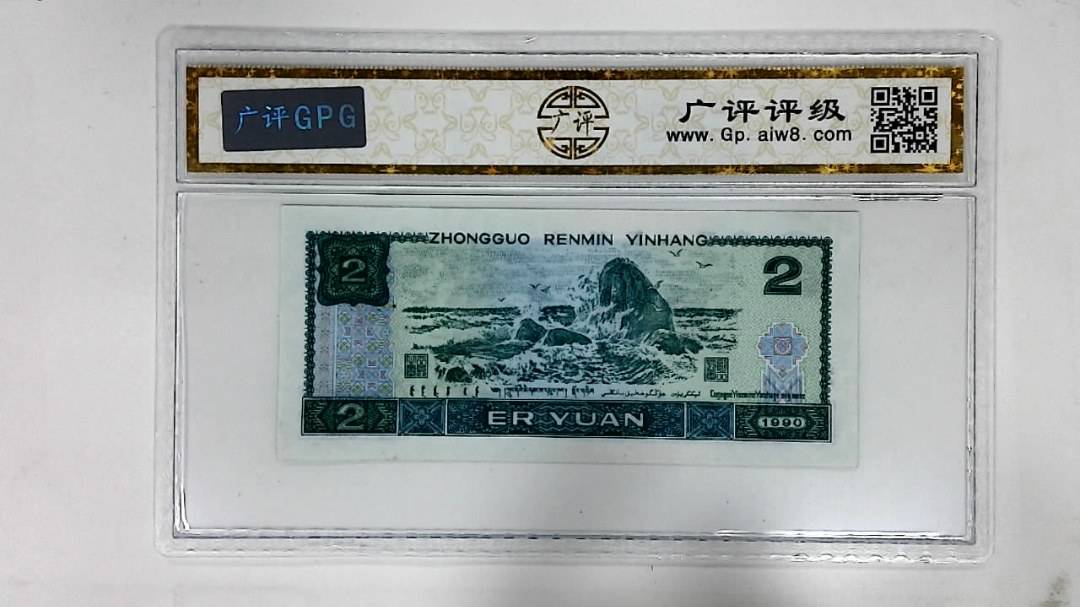 广评GPG
广评
广评评级
www.Gp.aiw8.com
ZHONGGUO RENMIN YINHANG
2
2
2
ER YUAN
1990